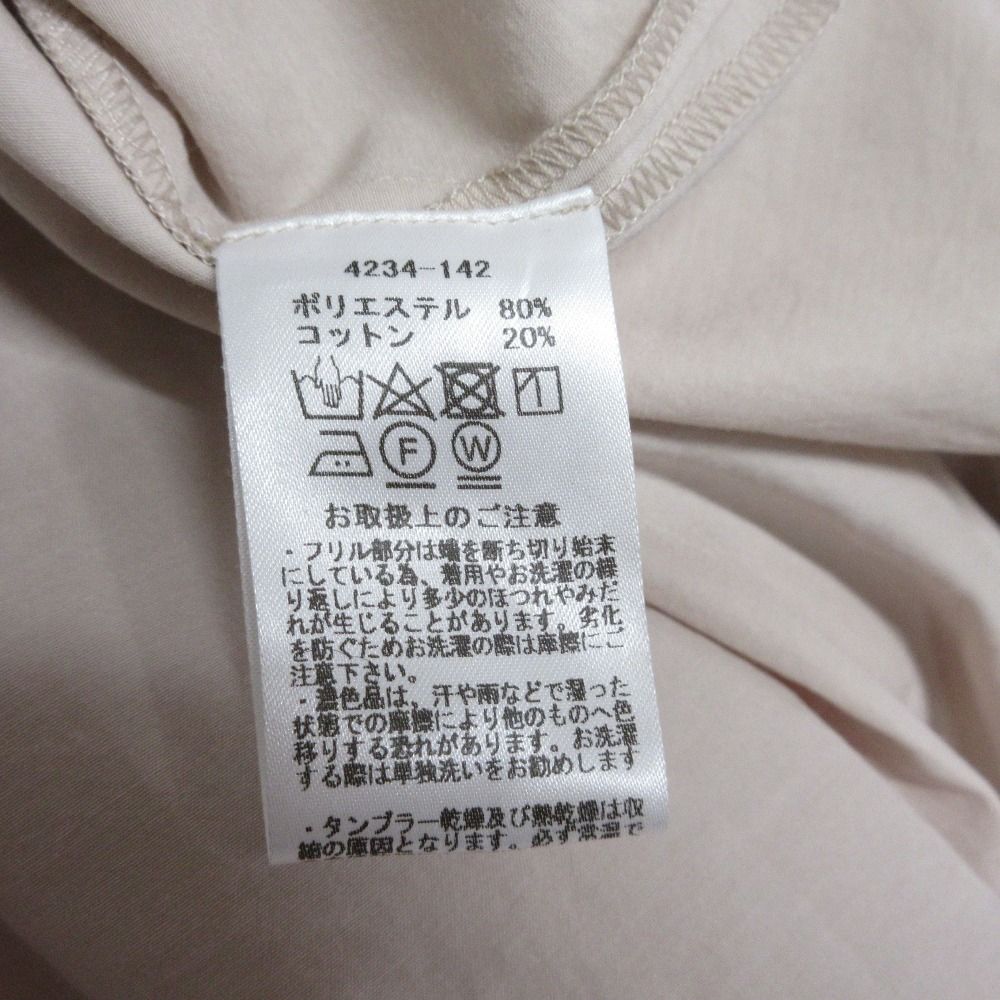 4234-142
ポリエステル 80%
コットン 20%
F W
お取扱上のご注意
・フリル部分は端を断ち切り始末
にしている為、着用やお洗濯の繰
り返しにより多少のほつれやみだ
れが生じることがあります。劣化
を防ぐためお洗濯の際は摩擦にご
注意下さい。
・濃色品は、汗や雨などで湿った
状態での摩擦により他のものへ色
移りする恐れがあります。お洗濯
する際は単独洗いをお勧めします
・タンブラー乾燥及び熱乾燥は収
縮の原因となります。必ず常温で